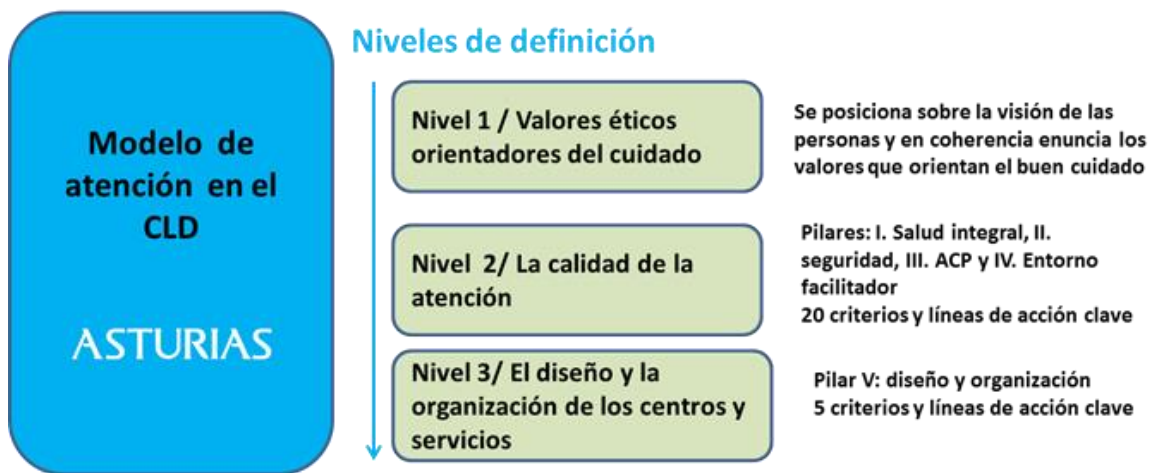 Modelo de
atención en el
CLD
ASTURIAS
Niveles de definición
Nivel 1 / Valores éticos
orientadores del cuidado
Se posiciona sobre la visión de las
personas y en coherencia enuncia los
valores que orientan el buen cuidado
Nivel 2/ La calidad de la
atención
Pilares: I. Salud integral, II.
seguridad, III. ACP y IV. Entorno
facilitador
20 criterios y líneas de acción clave
Nivel 3/ El diseño y la
organización de los centros y
servicios
Pilar V: diseño y organización
5 criterios y líneas de acción clave